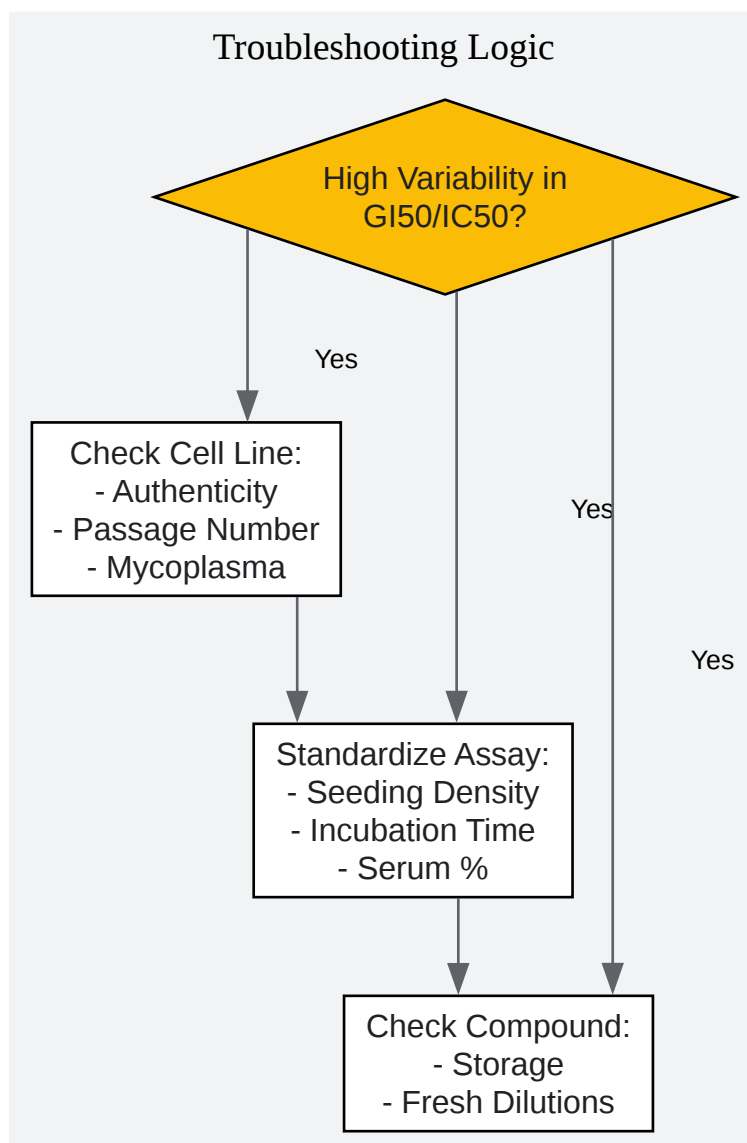 Troubleshooting Logic
High Variability in
GI50/IC50?
Yes
Check Cell Line:
- Authenticity
- Passage Number
- Mycoplasma
Yes
Yes
Standardize Assay:
- Seeding Density
- Incubation Time
- Serum %
Check Compound:
- Storage
- Fresh Dilutions